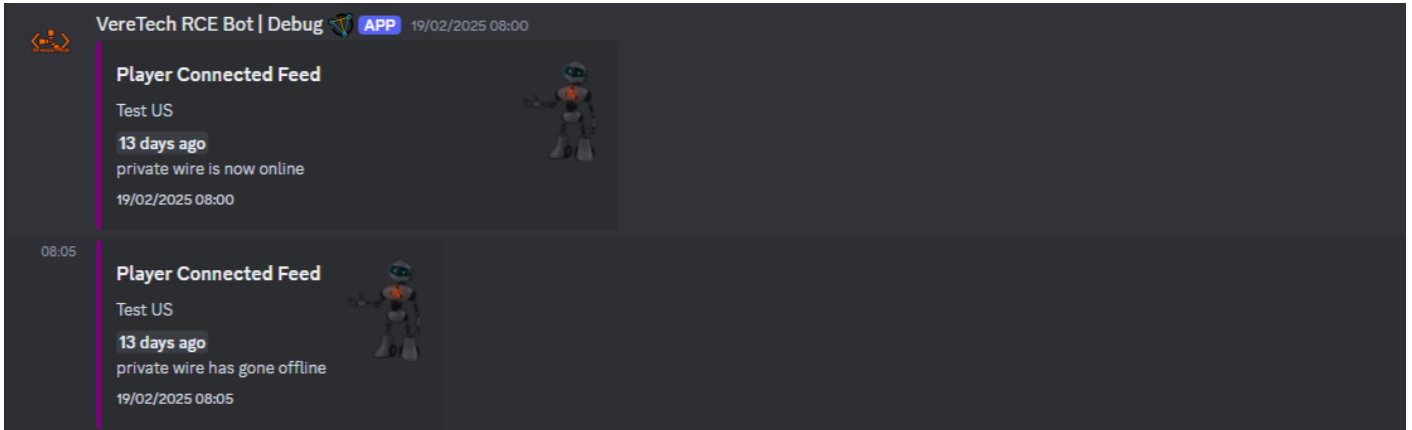 VereTech RCE Bot | Debug APP 19/02/2025 08:00
Player Connected Feed
Test US
13 days ago
private wire is now online
19/02/2025 08:00
08:05
Player Connected Feed
Test US
13 days ago
private wire has gone offline
19/02/2025 08:05